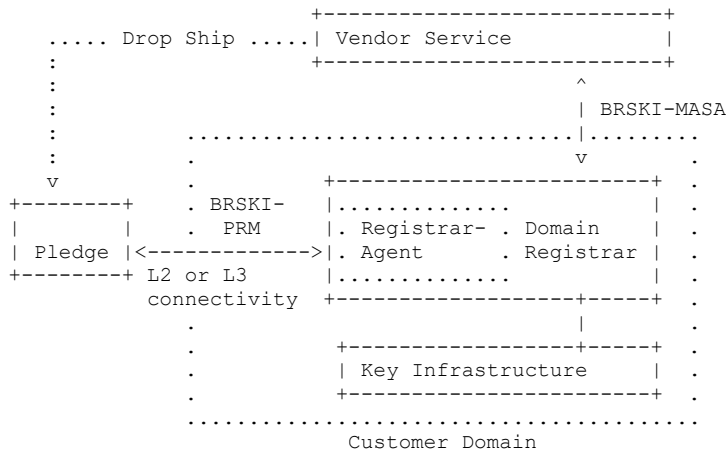 Drop Ship
Vendor Service
BRSKI-MASA
BRSKI-
PRM
Registrar-
Agent
Domain
Registrar
Pledge
L2 or L3
connectivity
Key Infrastructure
Customer Domain